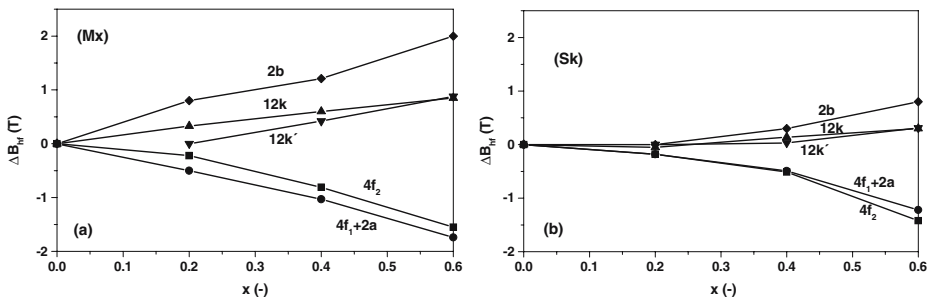 (Mx)
2
1
0
-1
-2
ΔB_hf (T)
2b
12k
12k´
4f₂
4f₁+2a
(a)
0.0 0.1 0.2 0.3 0.4 0.5 0.6
x (-)
(Sk)
2
1
0
-1
-2
ΔB_hf (T)
2b
12k
12k´
4f₁+2a
4f₂
(b)
0.0 0.1 0.2 0.3 0.4 0.5 0.6
x (-)